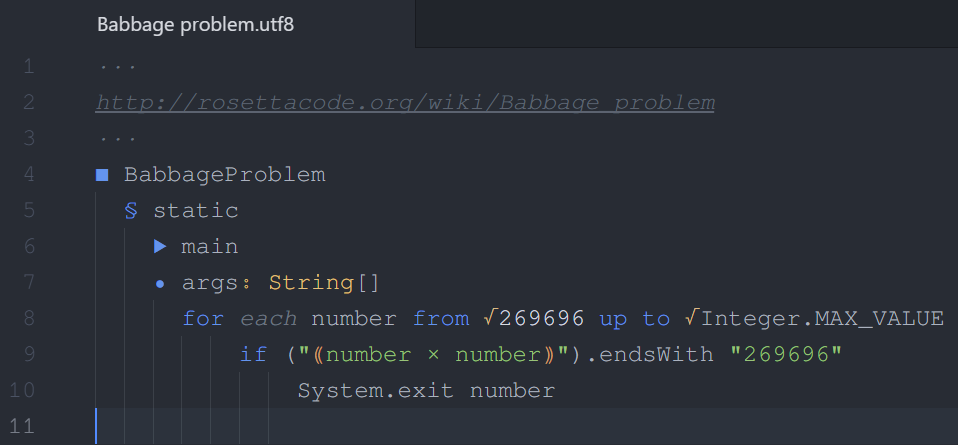 Babbage problem.utf8
1 ···
2 http://rosettacode.org/wiki/Babbage_problem
3 ···
4 ■ BabbageProblem
5 § static
6 ▶ main
7 • args: String[]
8 for each number from √269696 up to √Integer.MAX_VALUE
9 if ("⸨number × number⸩").endsWith "269696"
10 System.exit number
11